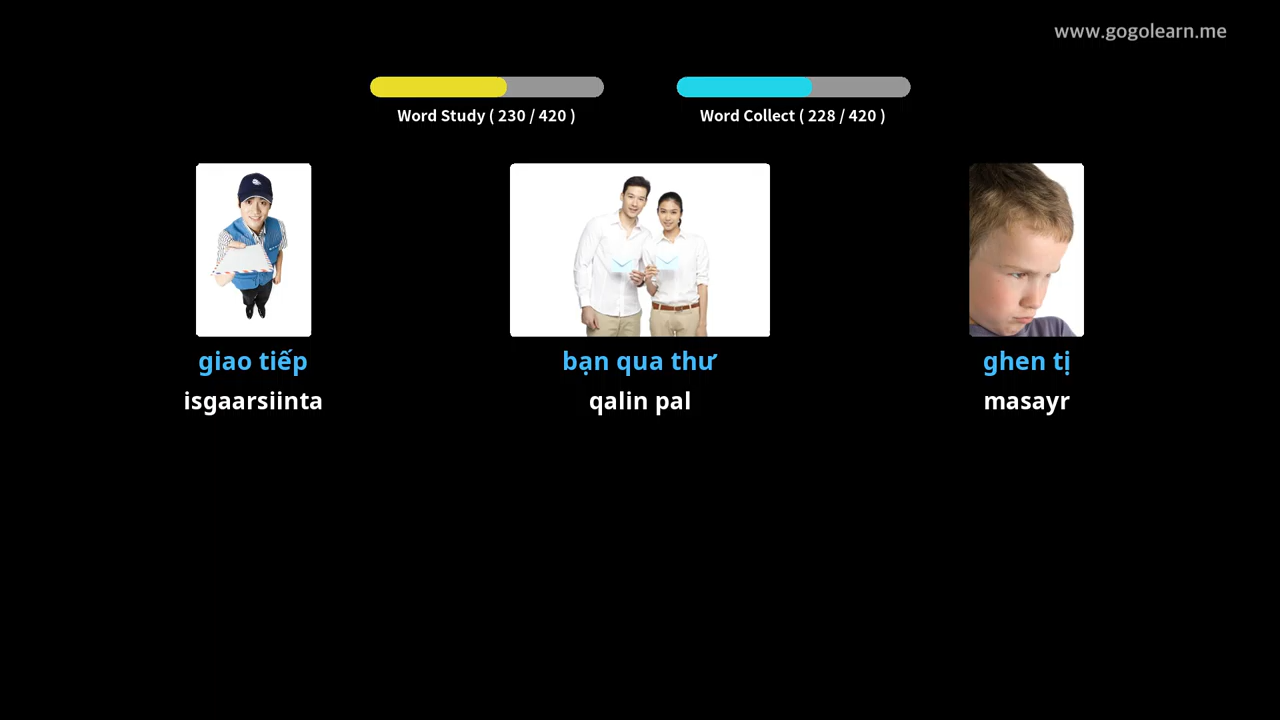 www.gogolearn.me
Word Study ( 230 / 420 )
Word Collect ( 228 / 420 )
giao tiếp
isgaarsiinta
bạn qua thư
qalin pal
ghen tị
masayr